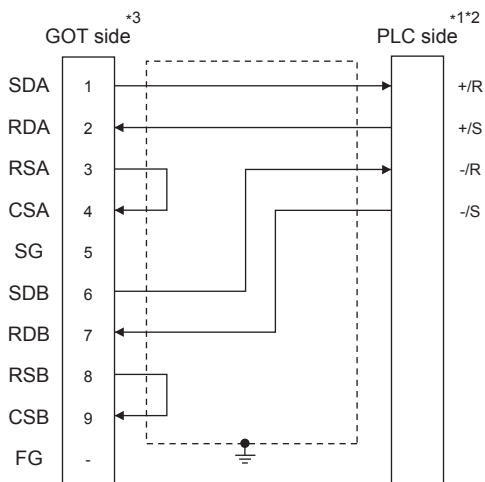 GOT side *3 PLC side *1*2
SDA 1 +/R
RDA 2 +/S
RSA 3 -/R
CSA 4 -/S
SG 5
SDB 6
RDB 7
RSB 8
CSB 9
FG -